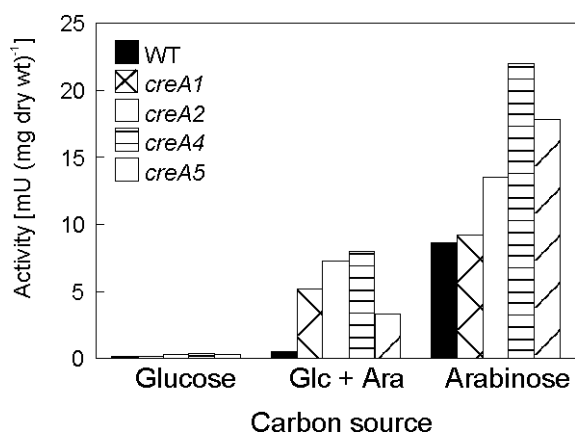 25
20
15
10
5
0
Activity [mU (mg dry wt)⁻¹]
WT
creA1
creA2
creA4
creA5
Glucose
Glc + Ara
Arabinose
Carbon source